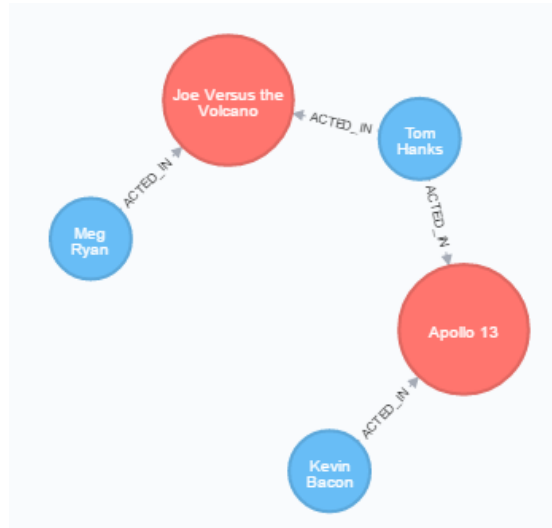 Joe Versus the
Volcano
ACTED_IN
Tom
Hanks
ACTED_IN
ACTED_IN
Meg
Ryan
Apollo 13
ACTED_IN
Kevin
Bacon